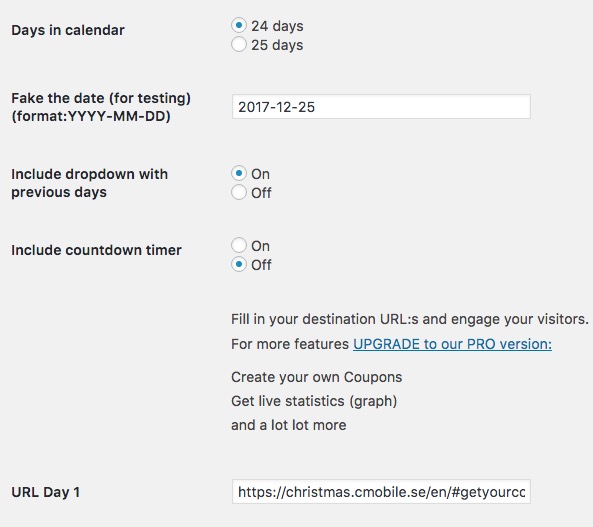 Days in calendar
24 days
25 days
Fake the date (for testing)
(format:YYYY-MM-DD)
2017-12-25
Include dropdown with
previous days
On
Off
Include countdown timer
On
Off
Fill in your destination URL:s and engage your visitors.
For more features UPGRADE to our PRO version:
Create your own Coupons
Get live statistics (graph)
and a lot lot more
URL Day 1
https://christmas.cmobile.se/en/#getyourcc